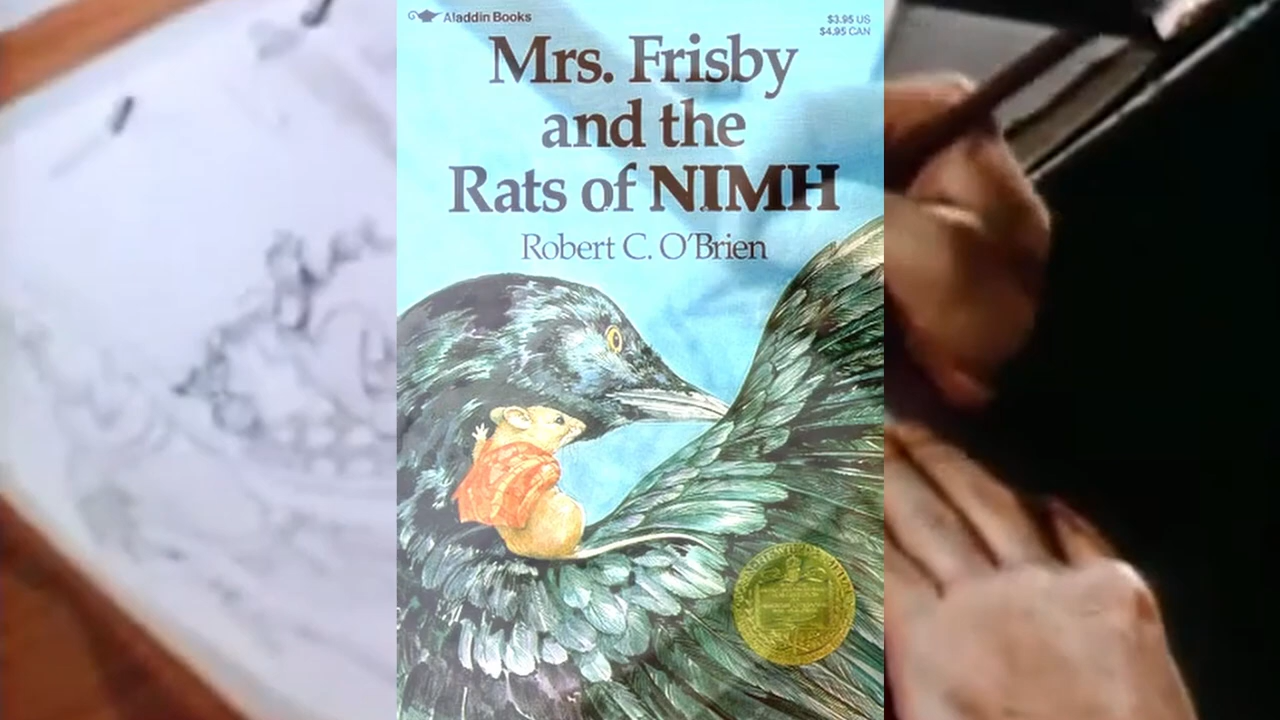 Aladdin Books
$3.95 US
$4.95 CAN
Mrs. Frisby
and the
Rats of NIMH
Robert C. O'Brien